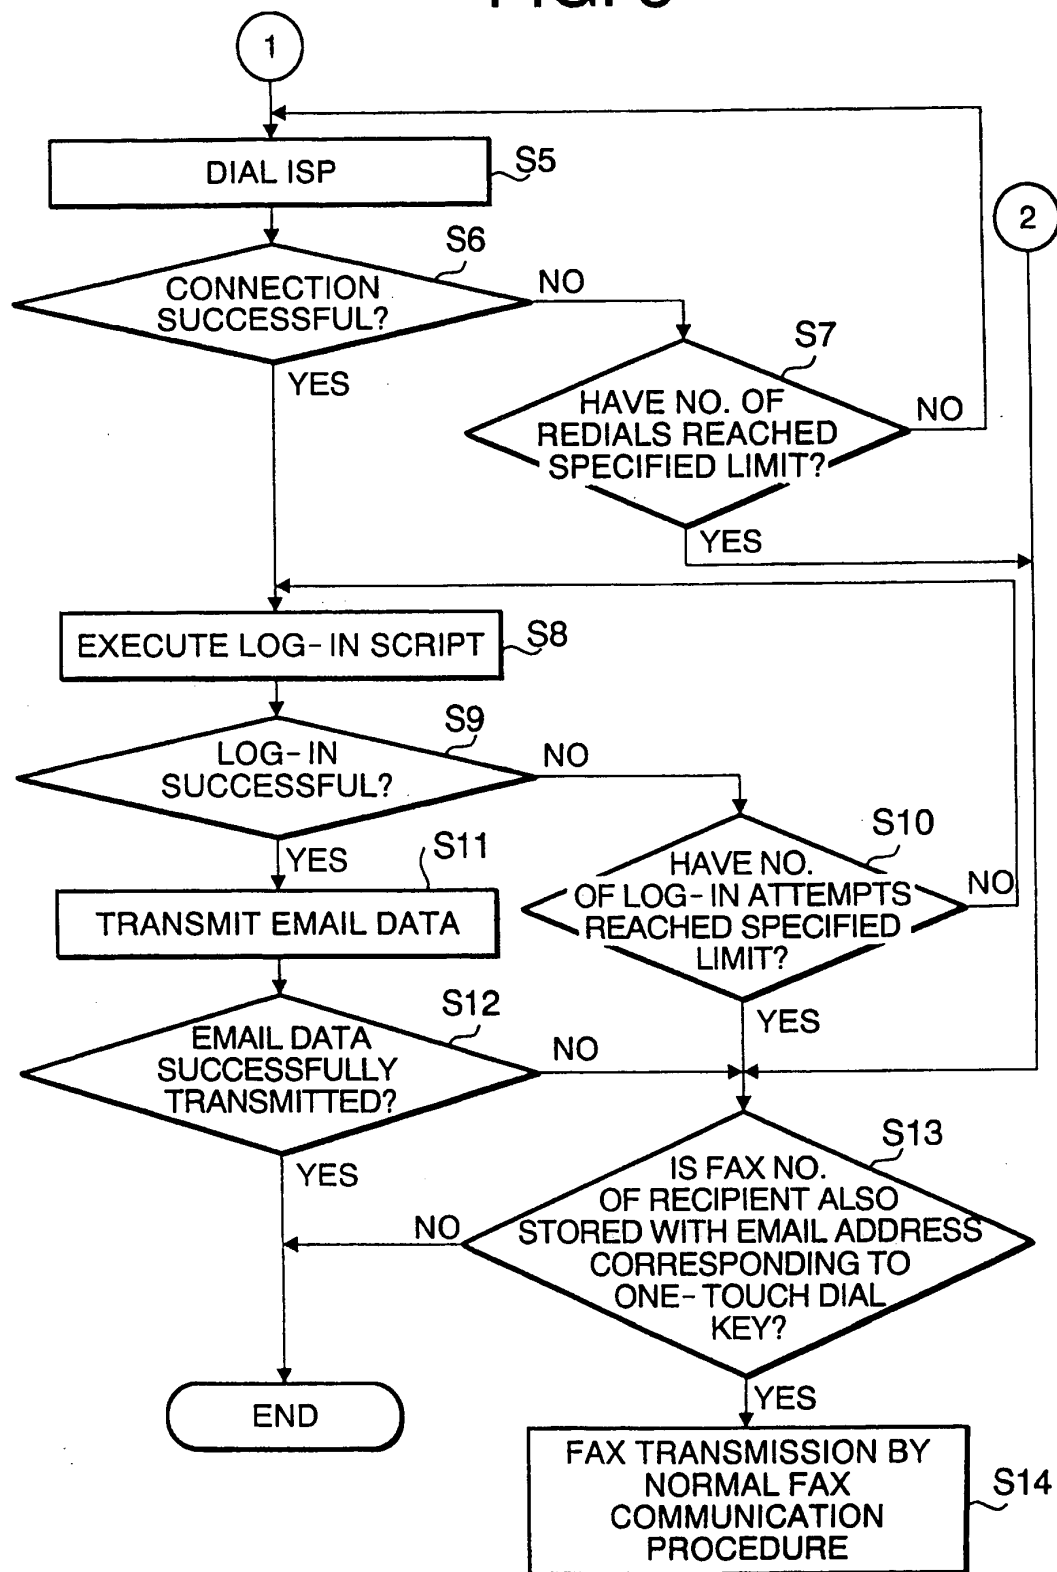 1
DIAL ISP
S5
2
S6
CONNECTION
SUCCESSFUL?
NO
YES
S7
HAVE NO. OF
REDIALS REACHED
SPECIFIED LIMIT?
NO
YES
EXECUTE LOG-IN SCRIPT
S8
S9
LOG-IN
SUCCESSFUL?
NO
YES
S10
HAVE NO.
OF LOG-IN ATTEMPTS
REACHED SPECIFIED
LIMIT?
NO
YES
S11
TRANSMIT EMAIL DATA
S12
EMAIL DATA
SUCCESSFULLY
TRANSMITTED?
NO
YES
S13
IS FAX NO.
OF RECIPIENT ALSO
STORED WITH EMAIL ADDRESS
CORRESPONDING TO
ONE-TOUCH DIAL
KEY?
NO
YES
END
FAX TRANSMISSION BY
NORMAL FAX
COMMUNICATION
PROCEDURE
S14